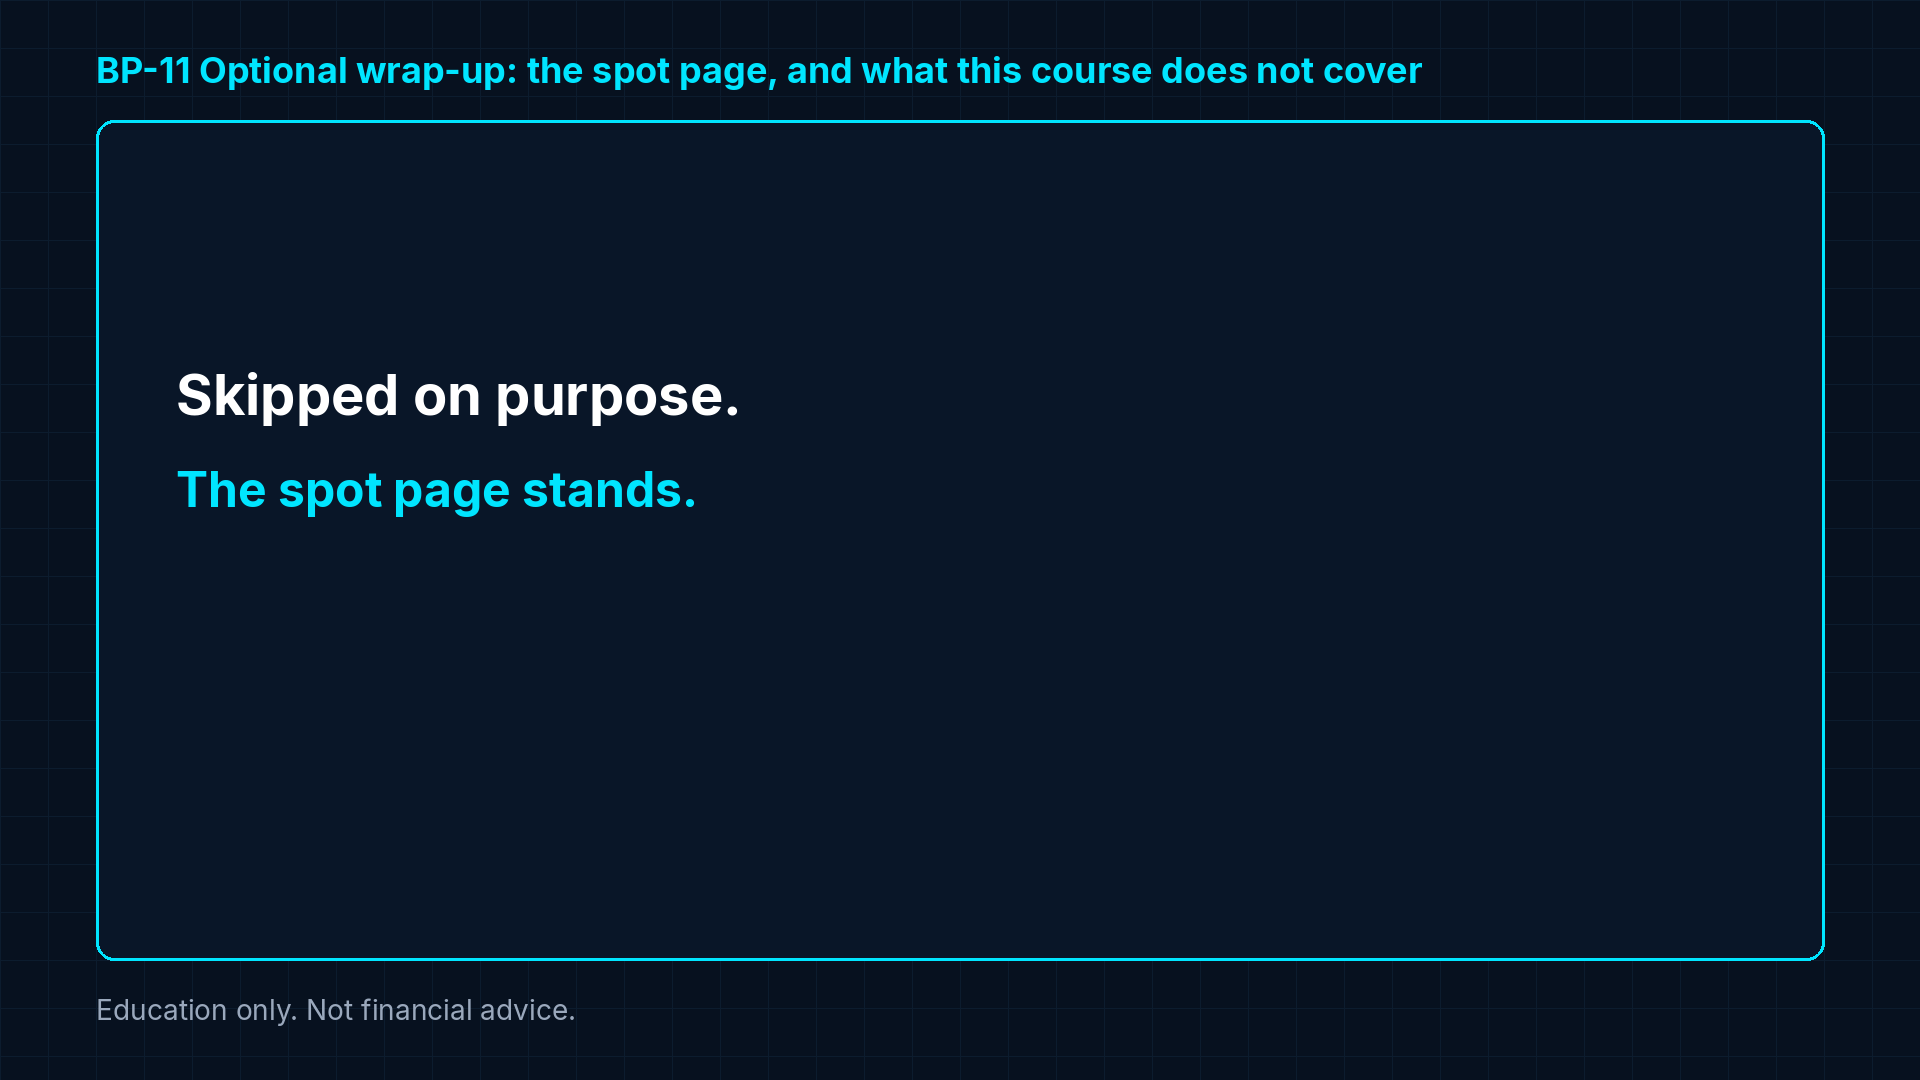 BP-11 Optional wrap-up: the spot page, and what this course does not cover
Skipped on purpose.
The spot page stands.
Education only. Not financial advice.